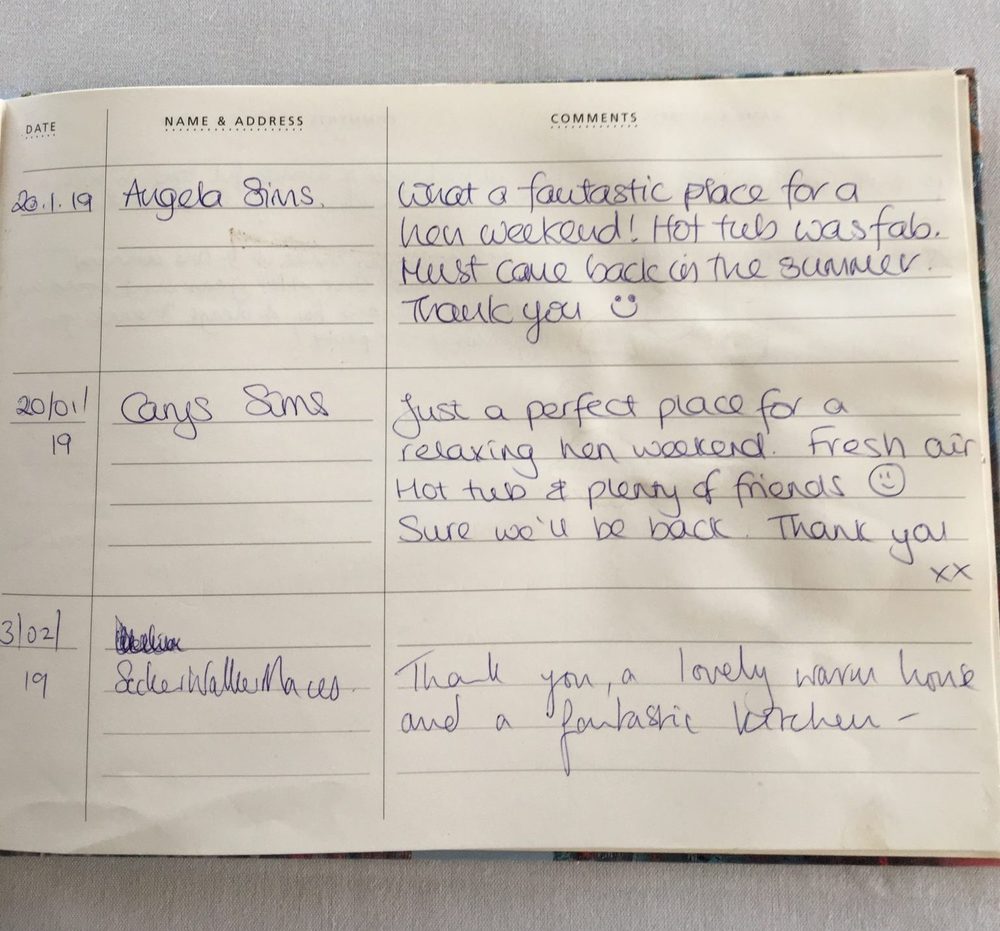 DATE NAME & ADDRESS COMMENTS
20.1.19 Angela Sims. What a fantastic place for a
hen weekend! Hot tub was fab.
Must come back in the summer.
Thank you
20/01/ Carys Sims Just a perfect place for a
19 relaxing hen weekend. Fresh air,
Hot tub & plenty of friends
Sure we'll be back. Thank you
xx
3/02/
19 Thank you, a lovely warm house
and a fantastic kitchen -